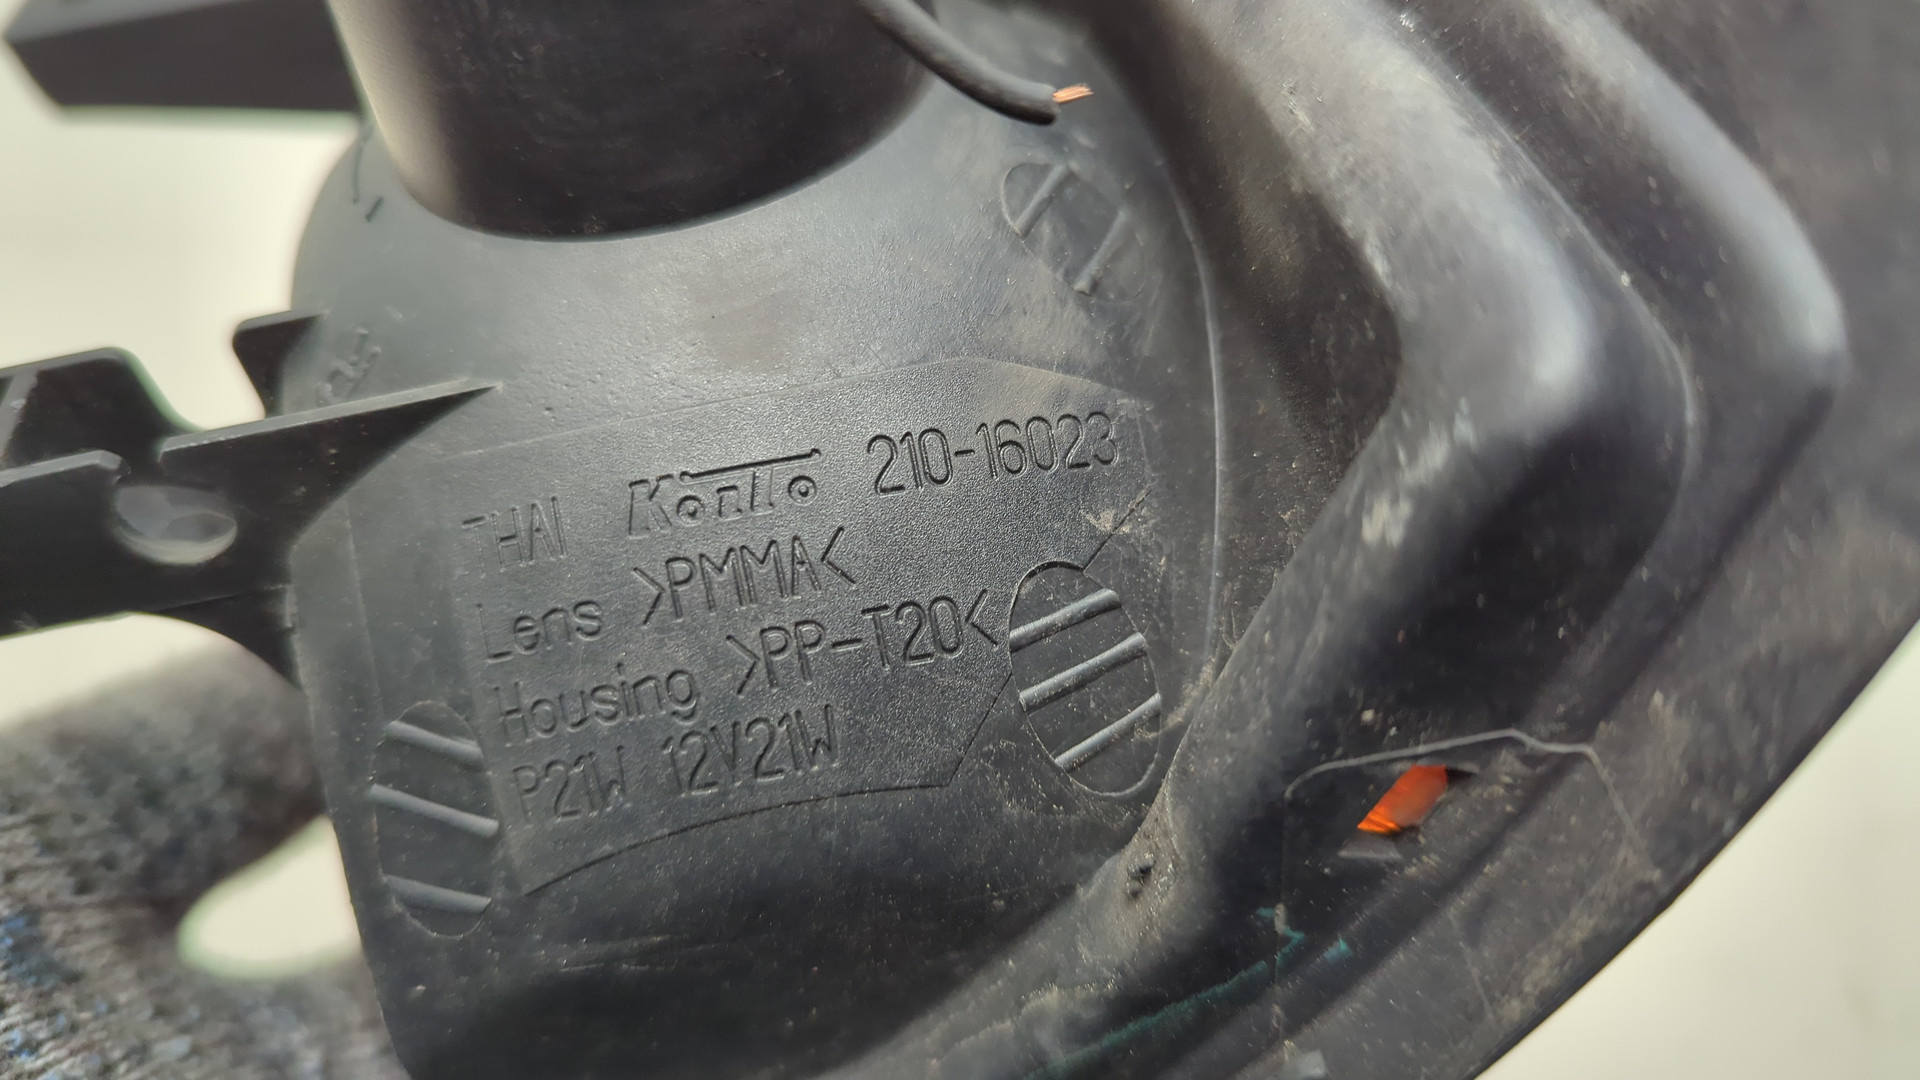 THAI Koito 210-16023
Lens >PMMA<
Housing >PP-T20<
P21W 12V21W